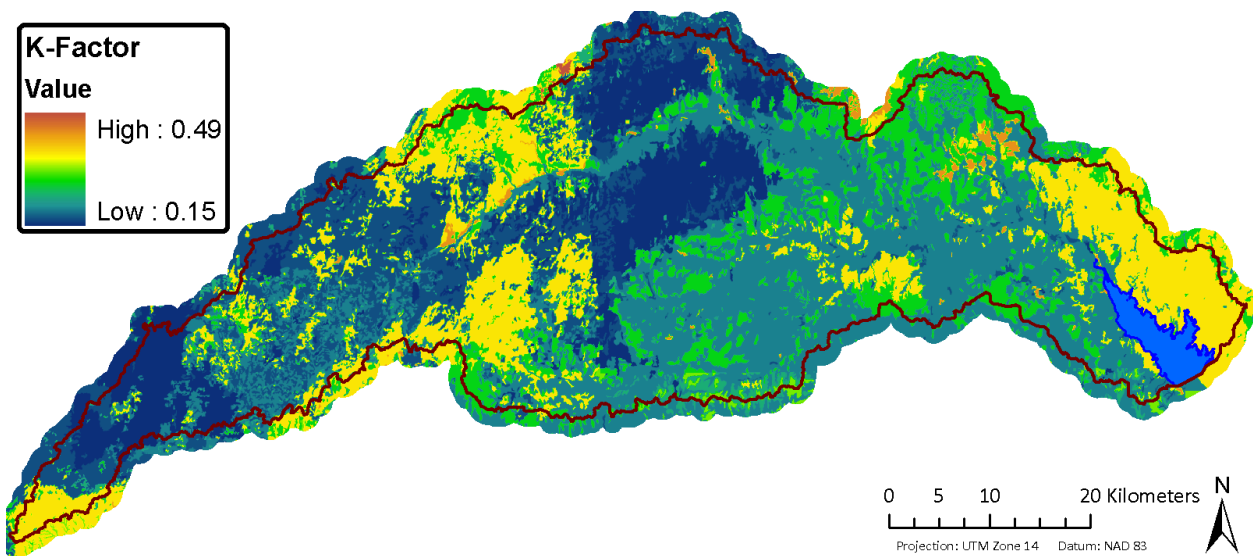 K-Factor
Value
High : 0.49
Low : 0.15
N
0 5 10 20 Kilometers
Projection: UTM Zone 14 Datum: NAD 83